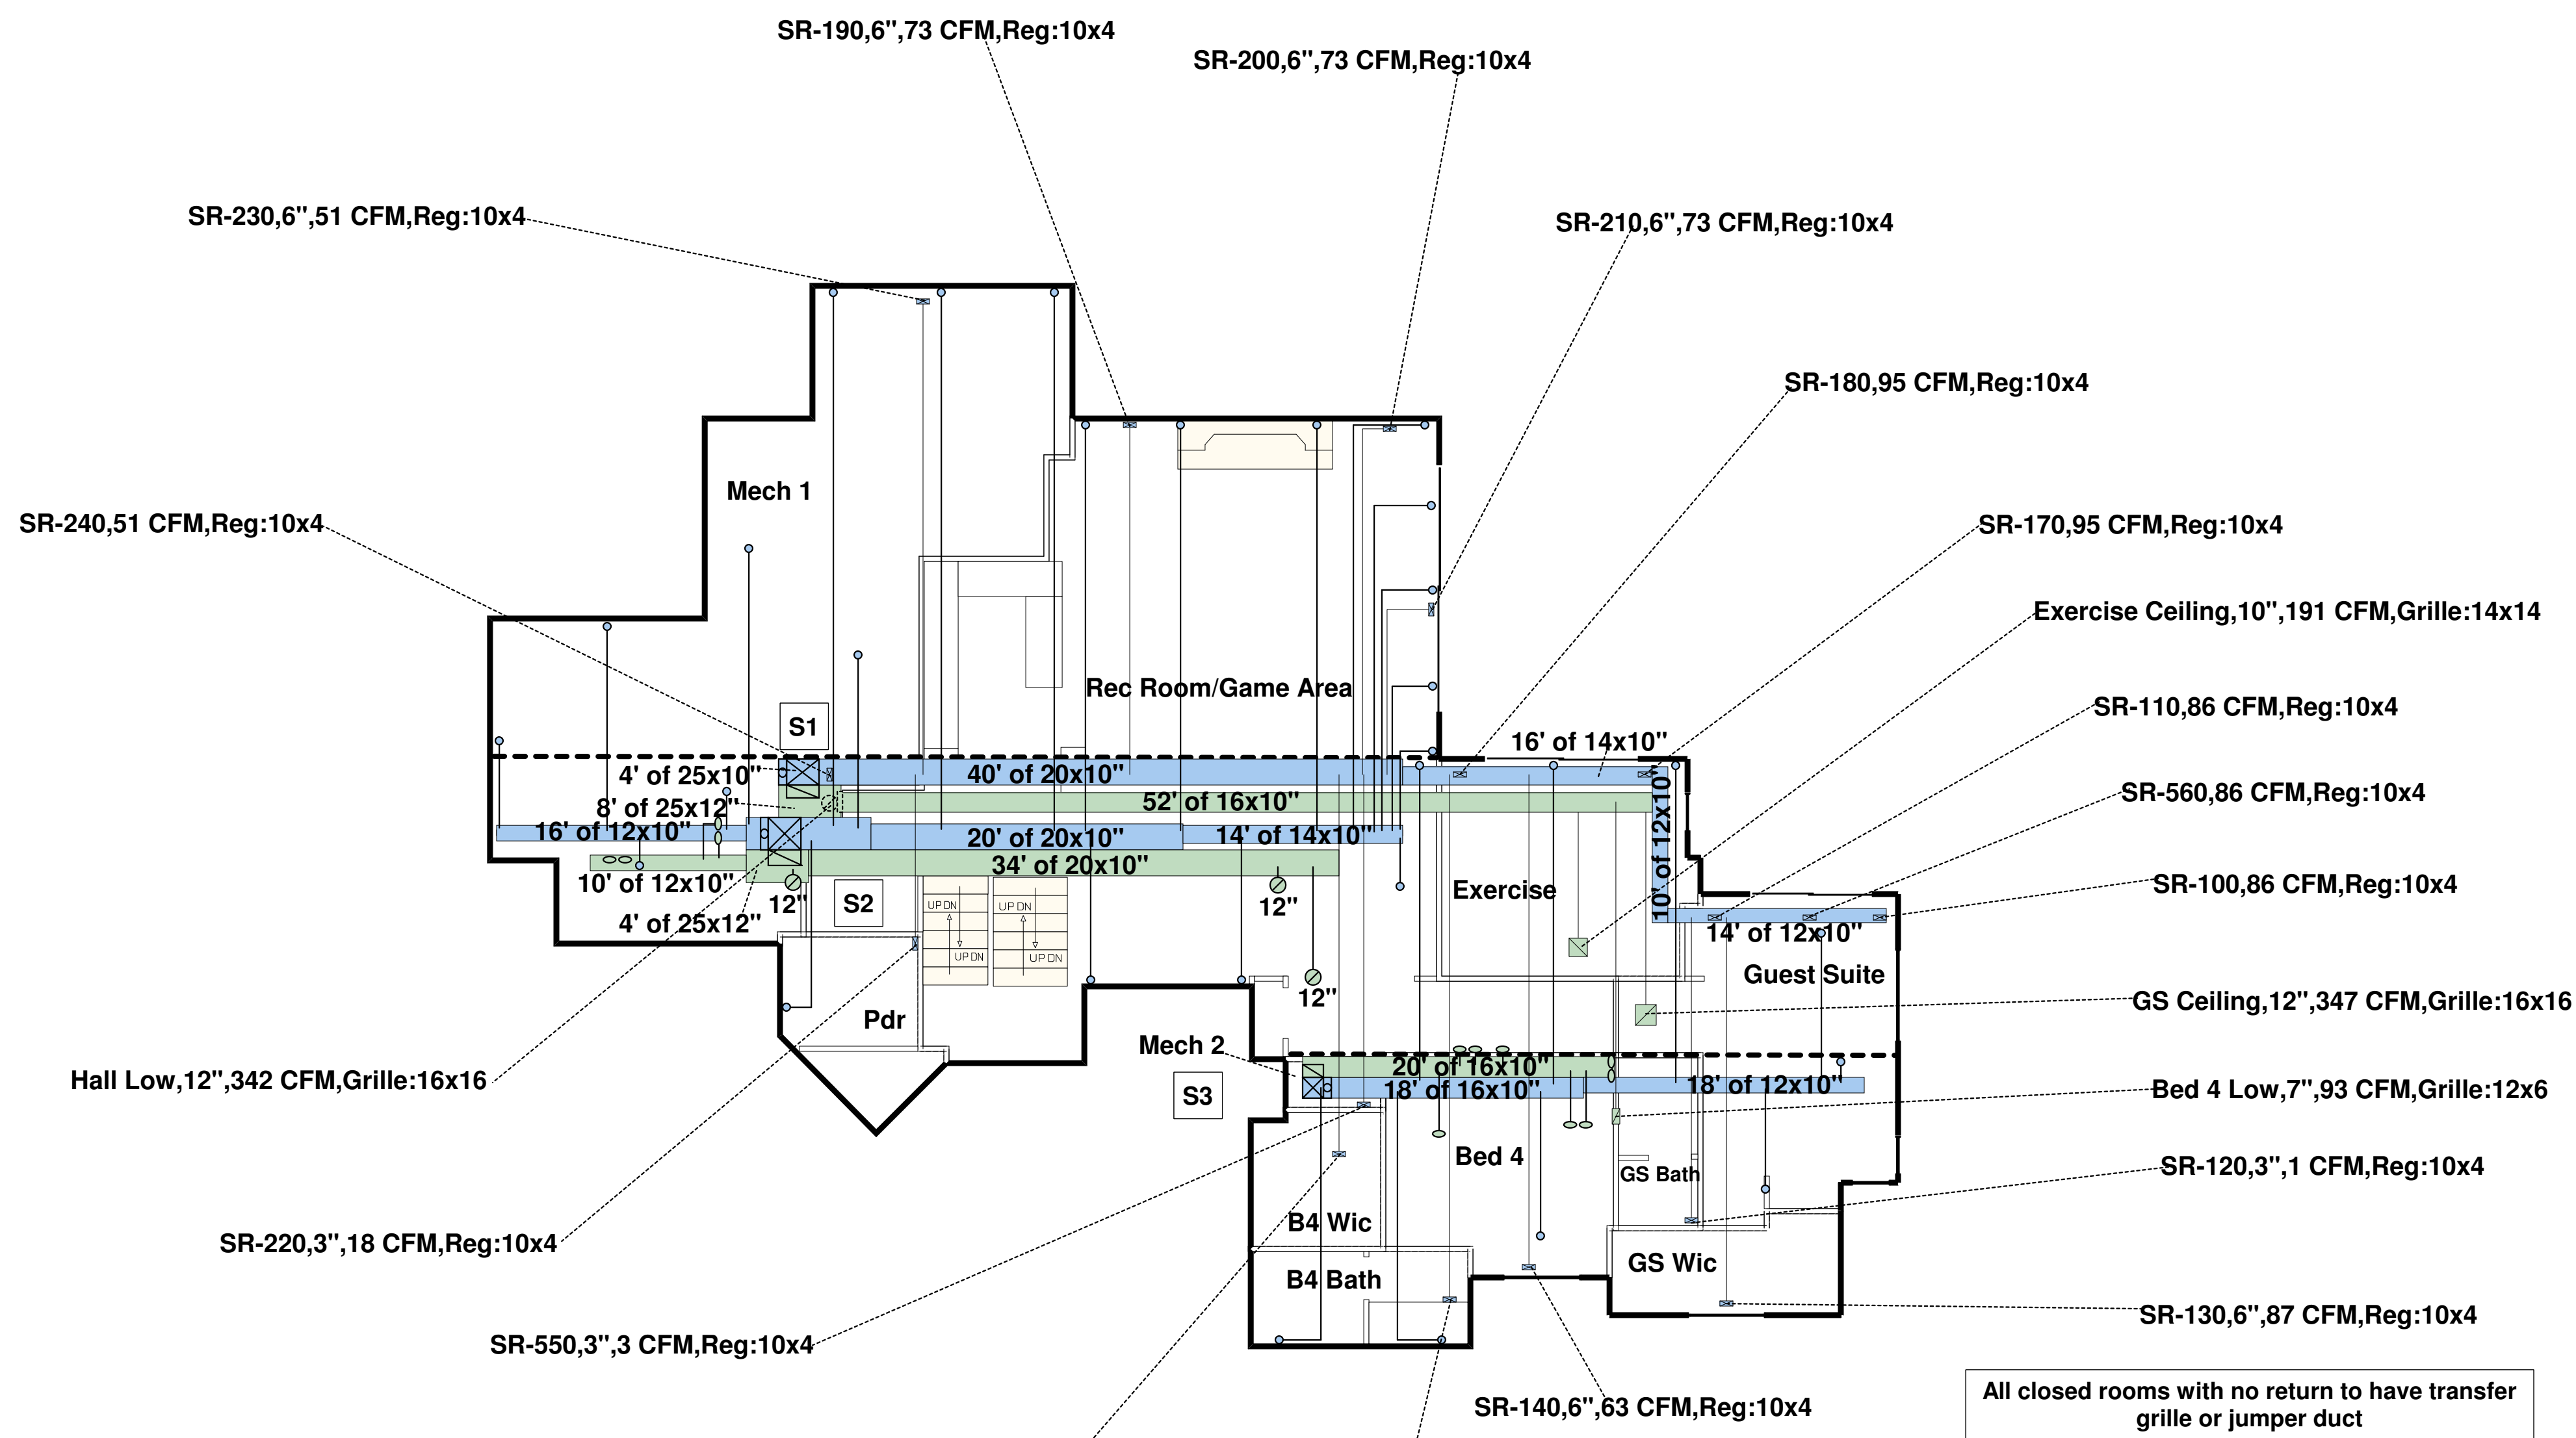 SR-190,6",73 CFM,Reg:10x4
SR-200,6",73 CFM,Reg:10x4
SR-230,6",51 CFM,Reg:10x4
SR-210,6",73 CFM,Reg:10x4
SR-180,95 CFM,Reg:10x4
Mech 1
SR-240,51 CFM,Reg:10x4
SR-170,95 CFM,Reg:10x4
Exercise Ceiling,10",191 CFM,Grille:14x14
Rec Room/Game Area
SR-110,86 CFM,Reg:10x4
S1
16' of 14x10"
4' of 25x10"
40' of 20x10"
SR-560,86 CFM,Reg:10x4
8' of 25x12"
52' of 16x10"
10' of 12x10"
16' of 12x10"
20' of 20x10"
14' of 14x10"
34' of 20x10"
10' of 12x10"
Exercise
SR-100,86 CFM,Reg:10x4
12"
S2
UP DN
UP DN
12"
4' of 25x12"
14' of 12x10"
UP DN
UP DN
Guest Suite
12"
GS Ceiling,12",347 CFM,Grille:16x16
Pdr
Mech 2
20' of 16x10"
Hall Low,12",342 CFM,Grille:16x16
18' of 16x10"
18' of 12x10"
Bed 4 Low,7",93 CFM,Grille:12x6
S3
Bed 4
GS Bath
SR-120,3",1 CFM,Reg:10x4
B4 Wic
SR-220,3",18 CFM,Reg:10x4
GS Wic
B4 Bath
SR-130,6",87 CFM,Reg:10x4
SR-550,3",3 CFM,Reg:10x4
SR-140,6",63 CFM,Reg:10x4
All closed rooms with no return to have transfer
grille or jumper duct